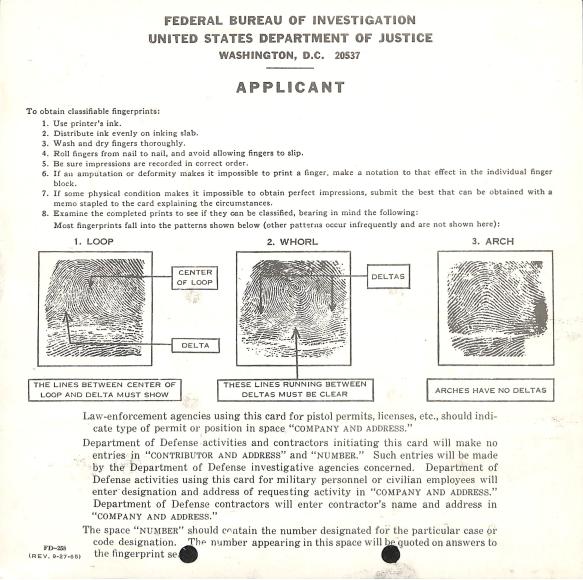 FEDERAL BUREAU OF INVESTIGATION
UNITED STATES DEPARTMENT OF JUSTICE
WASHINGTON, D.C. 20537
APPLICANT
To obtain classifiable fingerprints:
1. Use printer's ink.
2. Distribute ink evenly on inking slab.
3. Wash and dry fingers thoroughly.
4. Roll fingers from nail to nail, and avoid allowing fingers to slip.
5. Be sure impressions are recorded in correct order.
6. If an amputation or deformity makes it impossible to print a finger, make a notation to that effect in the individual finger
block.
7. If some physical condition makes it impossible to obtain perfect impressions, submit the best that can be obtained with a
memo stapled to the card explaining the circumstances.
8. Examine the completed prints to see if they can be classified, bearing in mind the following:
Most fingerprints fall into the patterns shown below (other patterns occur infrequently and are not shown here):
1. LOOP
2. WHORL
3. ARCH
CENTER
OF LOOP
DELTAS
DELTA
THE LINES BETWEEN CENTER OF
LOOP AND DELTA MUST SHOW
THESE LINES RUNNING BETWEEN
DELTAS MUST BE CLEAR
ARCHES HAVE NO DELTAS
Law-enforcement agencies using this card for pistol permits, licenses, etc., should indi-
cate type of permit or position in space "COMPANY AND ADDRESS."
Department of Defense activities and contractors initiating this card will make no
entries in "CONTRIBUTOR AND ADDRESS" and "NUMBER." Such entries will be made
by the Department of Defense investigative agencies concerned. Department of
Defense activities using this card for military personnel or civilian employees will
enter designation and address of requesting activity in "COMPANY AND ADDRESS."
Department of Defense contractors will enter contractor's name and address in
"COMPANY AND ADDRESS."
The space "NUMBER" should contain the number designated for the particular case or
code designation. The number appearing in this space will be quoted on answers to
the fingerprint
FD-258
(REV. 9-27-65)